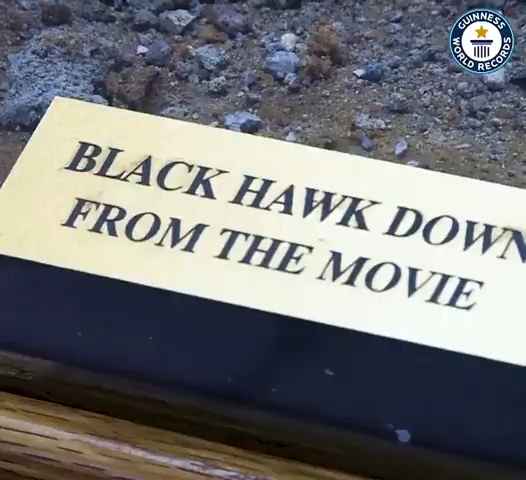 GUINNESS
WORLD RECORDS
BLACK HAWK DOWN
FROM THE MOVIE